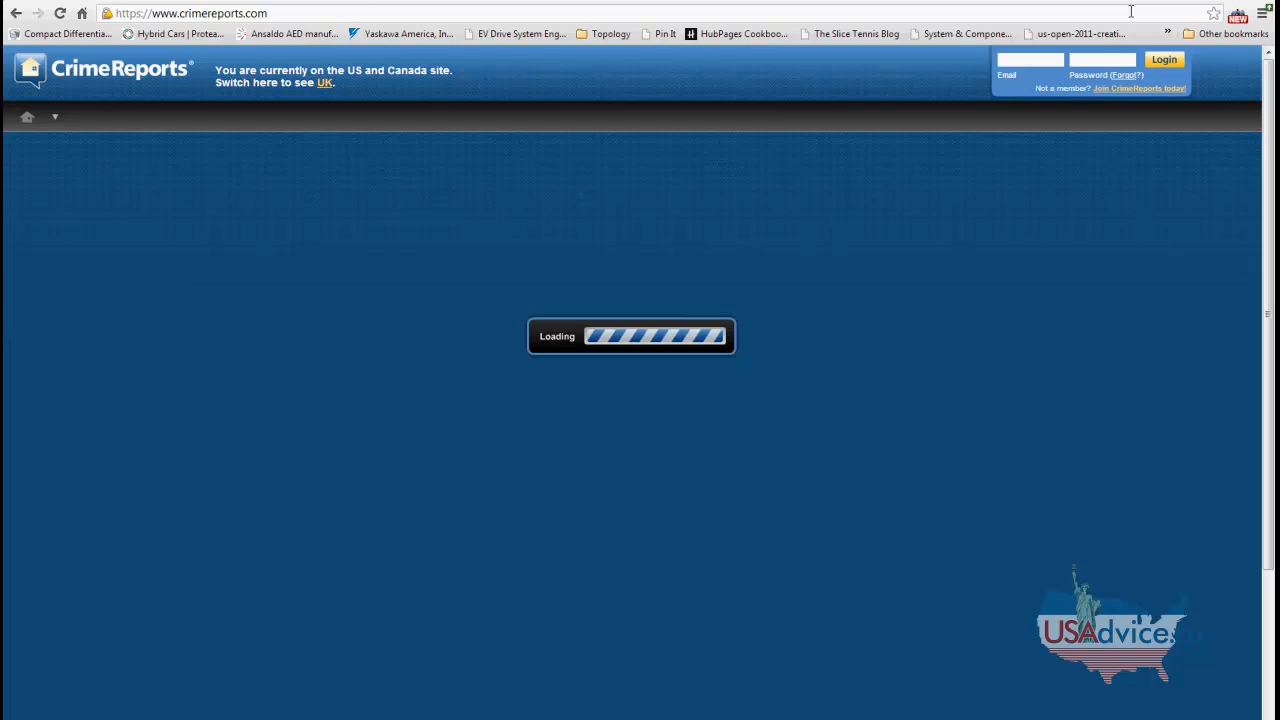 https://www.crimereports.com
NEW
Compact Differentia... Hybrid Cars | Protea... Ansaldo AED manuf... Yaskawa America, In... EV Drive System Eng... Topology Pin It HubPages Cookboo... The Slice Tennis Blog System & Compone... us-open-2011-creati... » Other bookmarks
CrimeReports®
You are currently on the US and Canada site.
Switch here to see UK.
Login
Email Password (Forgot?)
Not a member? Join CrimeReports today!
Loading
USAdvice